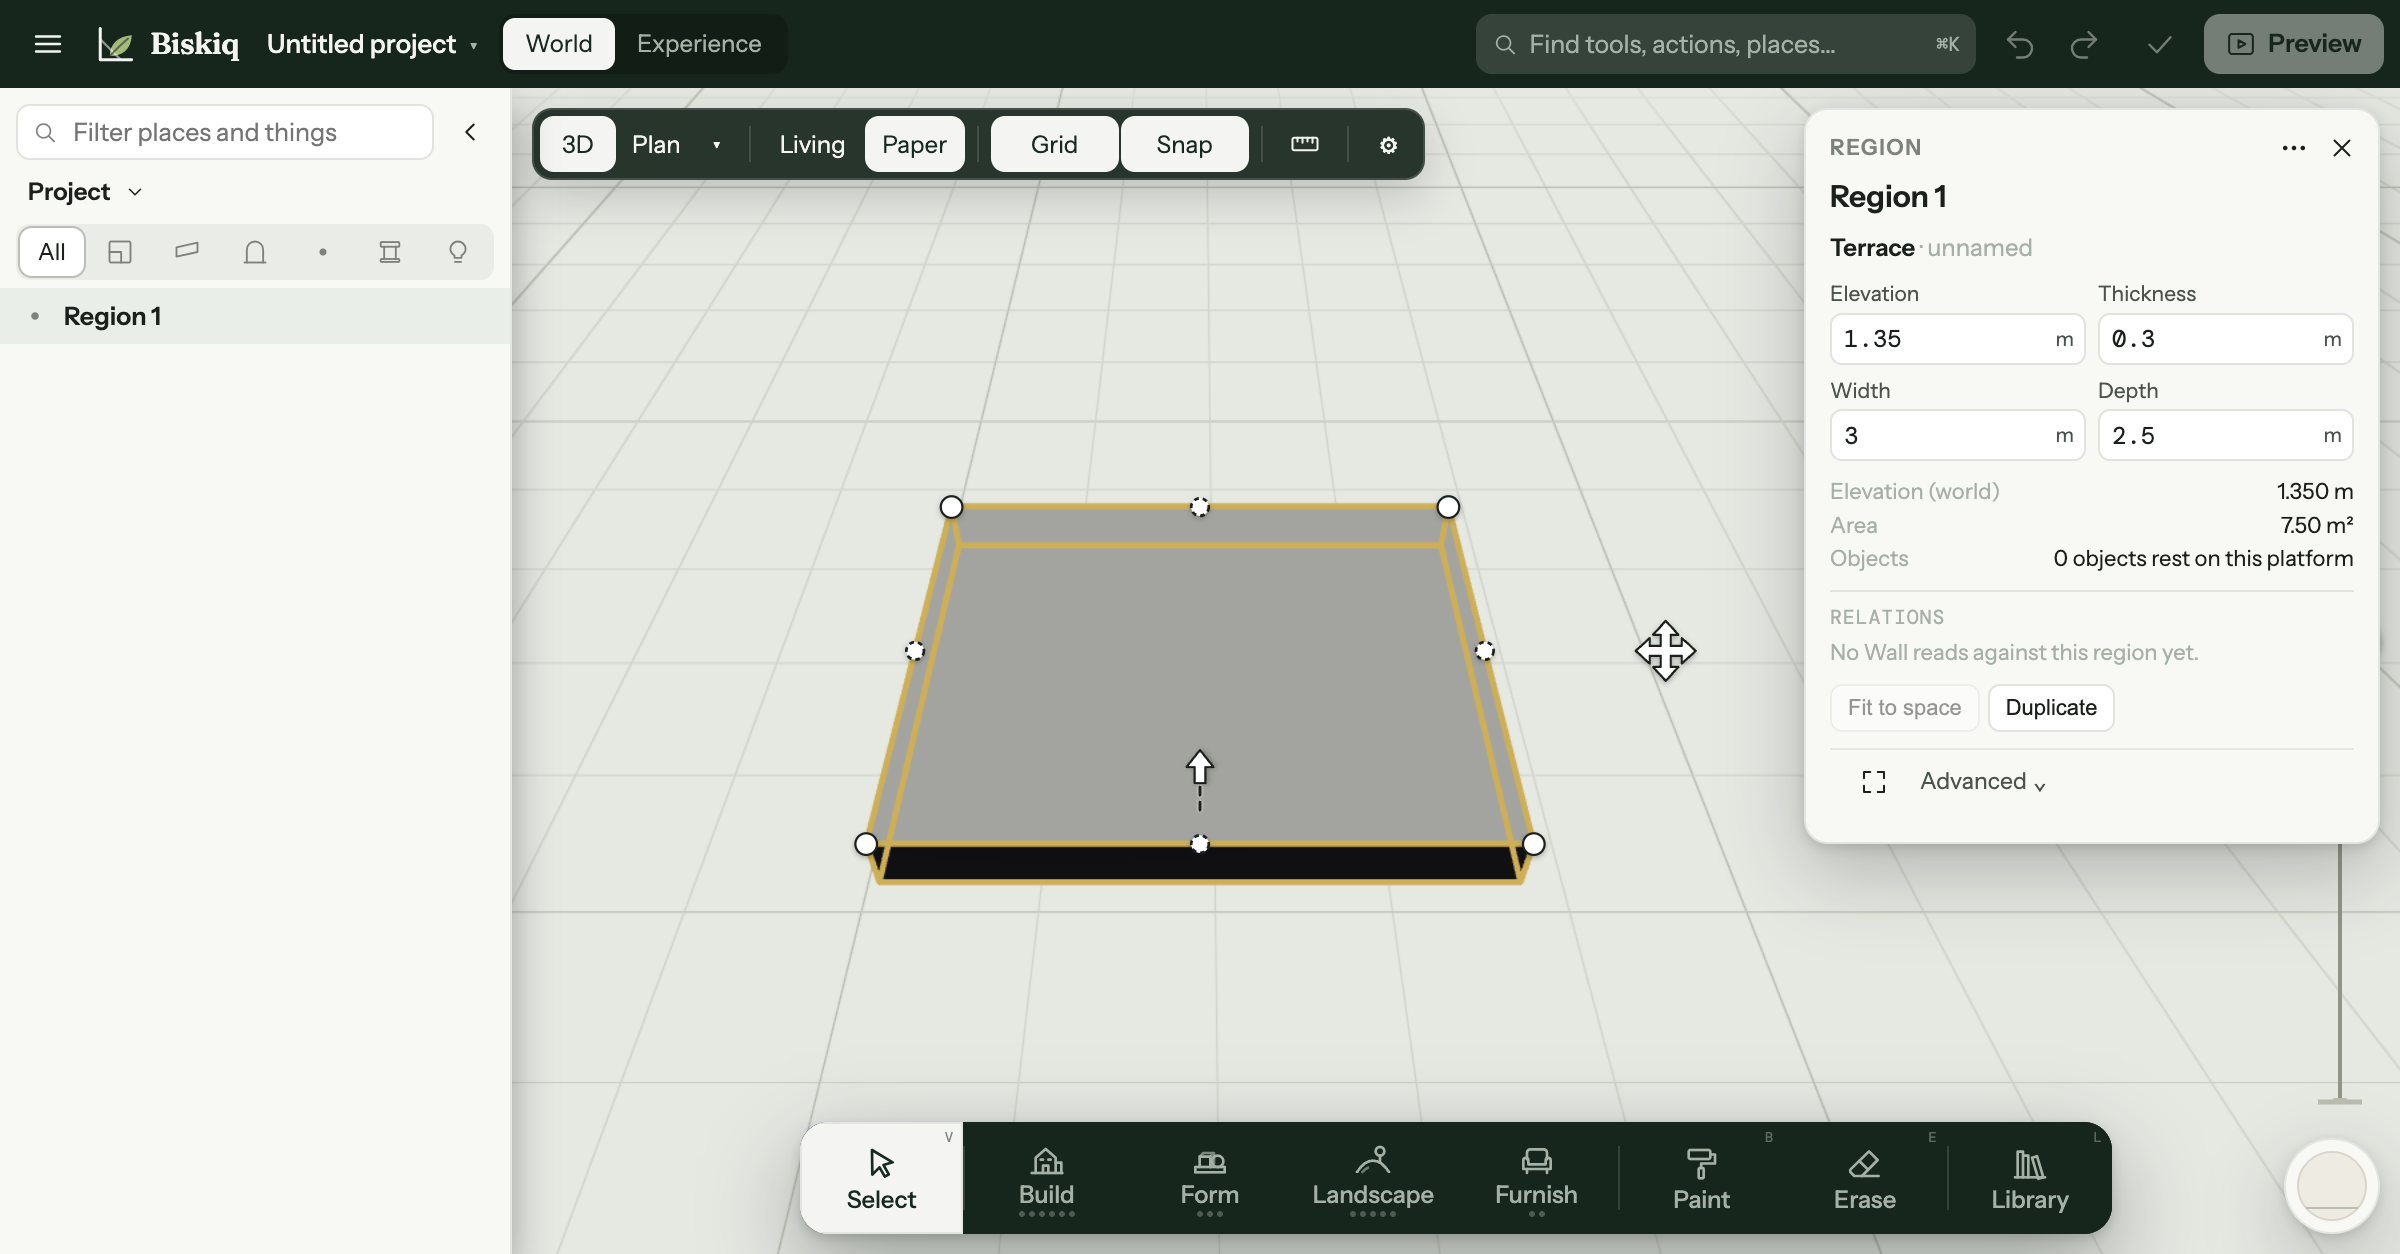 Biskiq
Untitled project
World
Experience
Find tools, actions, places...
⌘K
Preview
Filter places and things
Project
All
Region 1
3D
Plan
Living
Paper
Grid
Snap
REGION
Region 1
Terrace · unnamed
Elevation
Thickness
1.35 m
0.3 m
Width
Depth
3 m
2.5 m
Elevation (world) 1.350 m
Area 7.50 m²
Objects 0 objects rest on this platform
RELATIONS
No Wall reads against this region yet.
Fit to space
Duplicate
Advanced
V
Select
Build
Form
Landscape
Furnish
B
Paint
E
Erase
L
Library